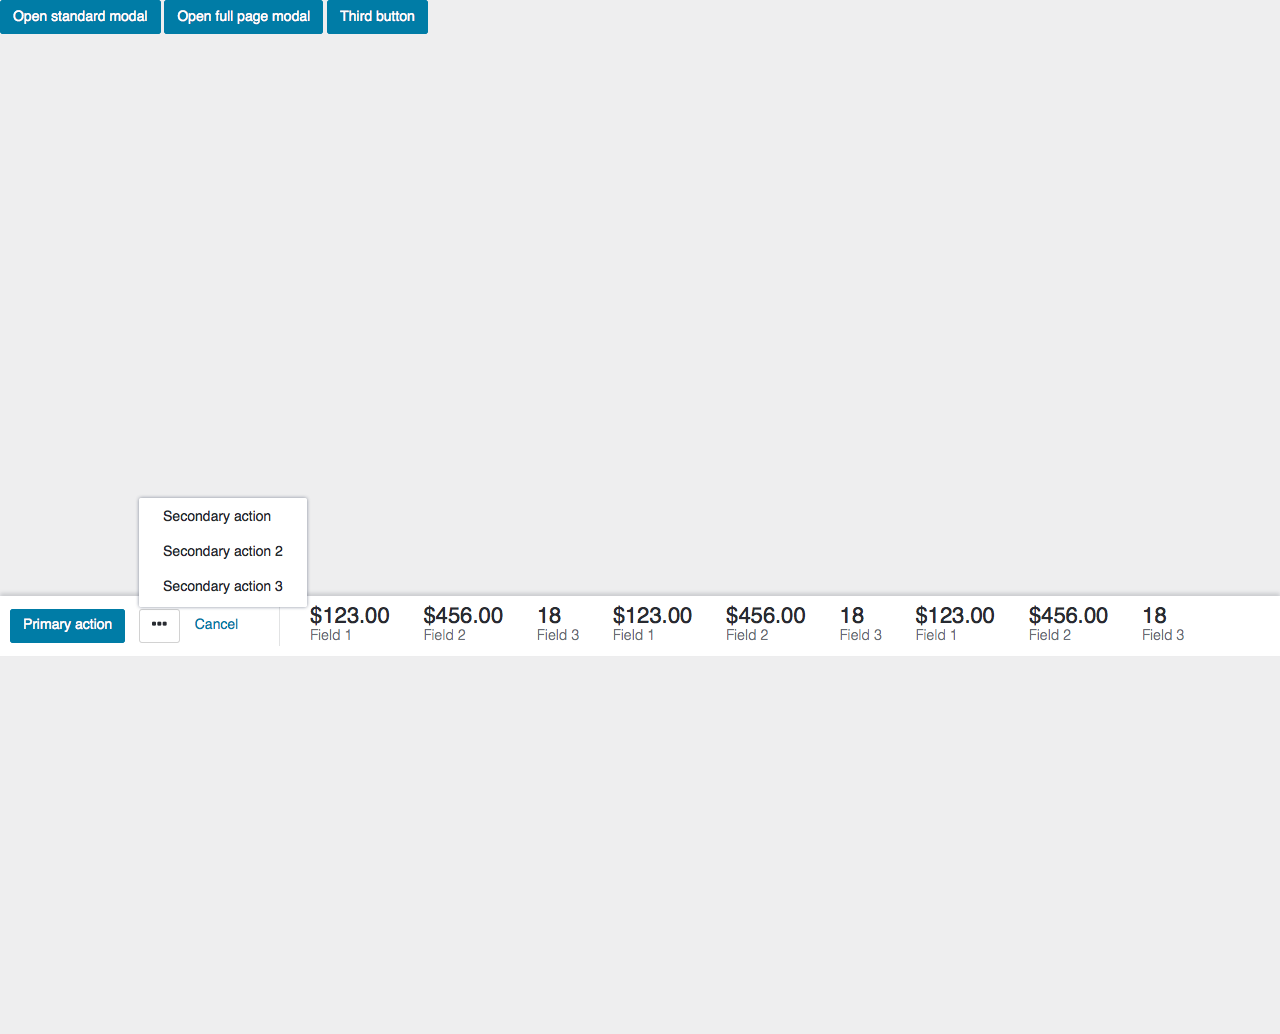 Open standard modal Open full page modal Third button
Secondary action
Secondary action 2
Secondary action 3
Primary action ••• Cancel
$123.00 $456.00 18 $123.00 $456.00 18 $123.00 $456.00 18
Field 1 Field 2 Field 3 Field 1 Field 2 Field 3 Field 1 Field 2 Field 3